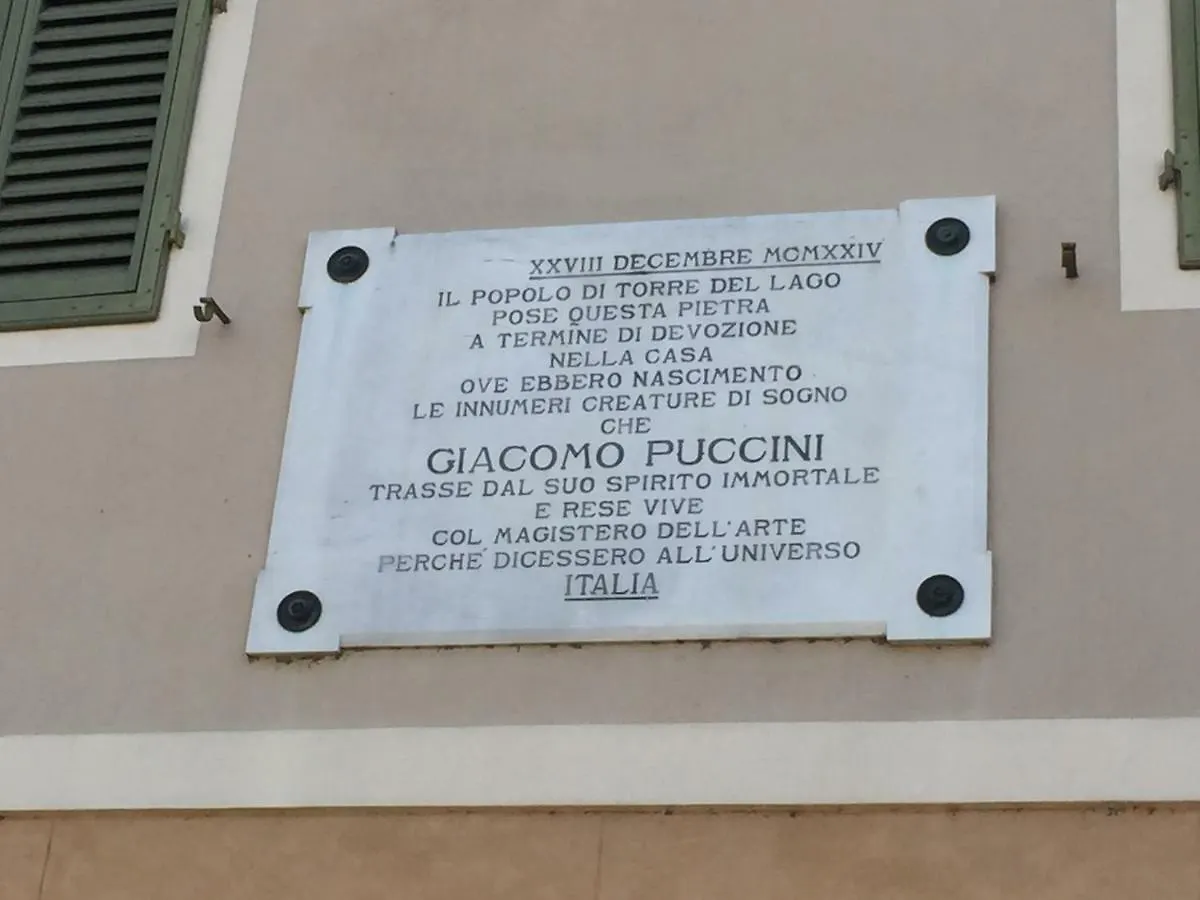 XXVIII DECEMBRE MCMXXIV
IL POPOLO DI TORRE DEL LAGO
POSE QUESTA PIETRA
A TERMINE DI DEVOZIONE
NELLA CASA
OVE EBBERO NASCIMENTO
LE INNUMERI CREATURE DI SOGNO
CHE
GIACOMO PUCCINI
TRASSE DAL SUO SPIRITO IMMORTALE
E RESE VIVE
COL MAGISTERO DELL'ARTE
PERCHE' DICESSERO ALL'UNIVERSO
ITALIA